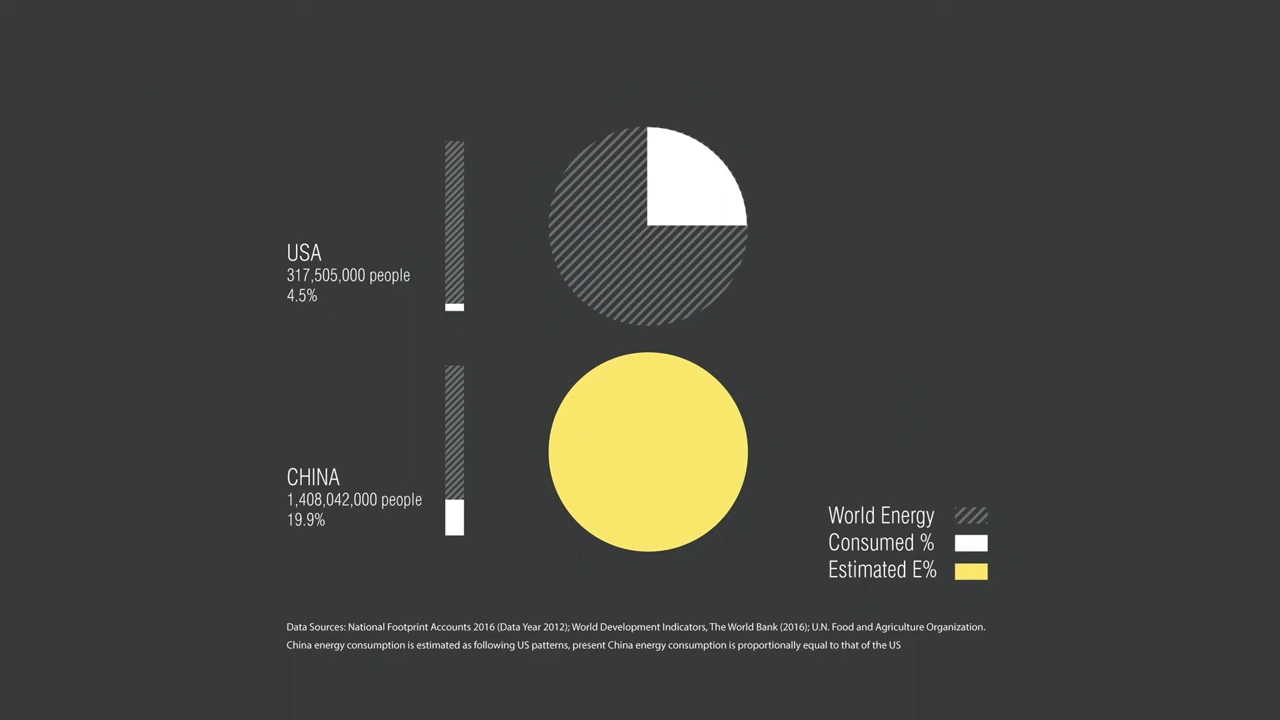 USA
317,505,000 people
4.5%
CHINA
1,408,042,000 people
19.9%
World Energy
Consumed %
Estimated E%
Data Sources: National Footprint Accounts 2016 (Data Year 2012); World Development Indicators, The World Bank (2016); U.N. Food and Agriculture Organization.
China energy consumption is estimated as following US patterns, present China energy consumption is proportionally equal to that of the US